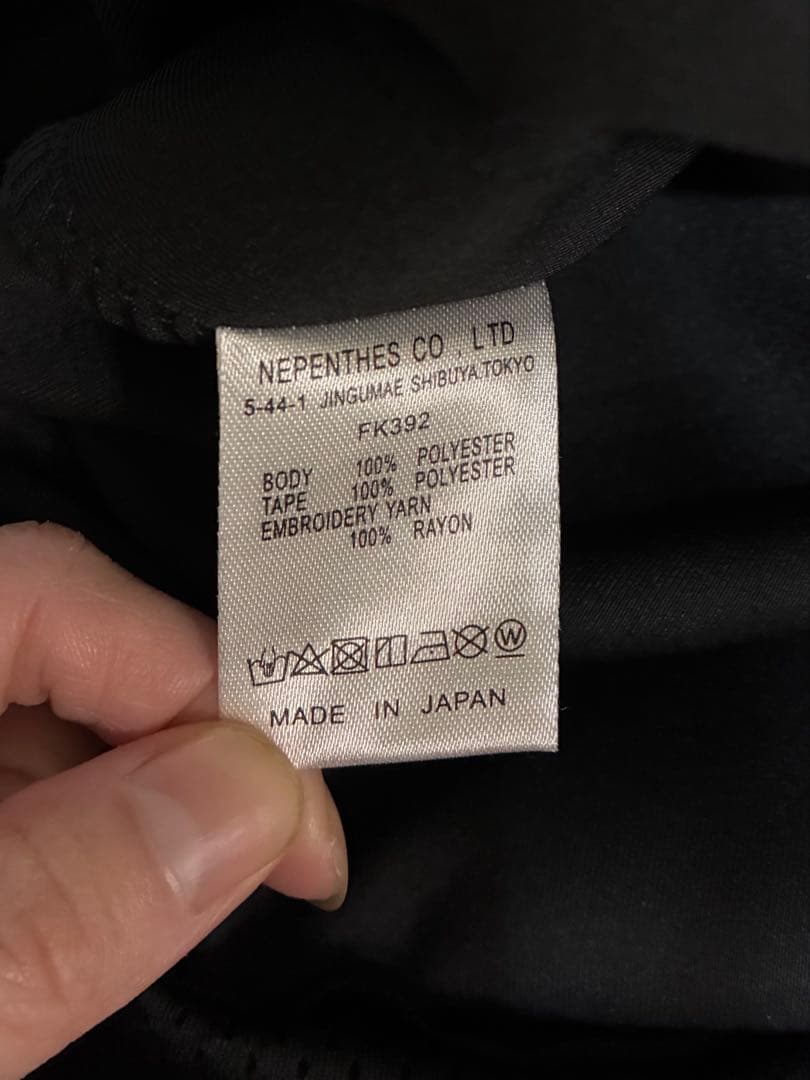 NEPENTHES CO., LTD
5-44-1 JINGUMAE SHIBUYA.TOKYO
FK392
BODY 100% POLYESTER
TAPE 100% POLYESTER
EMBROIDERY YARN
100% RAYON
W
MADE IN JAPAN